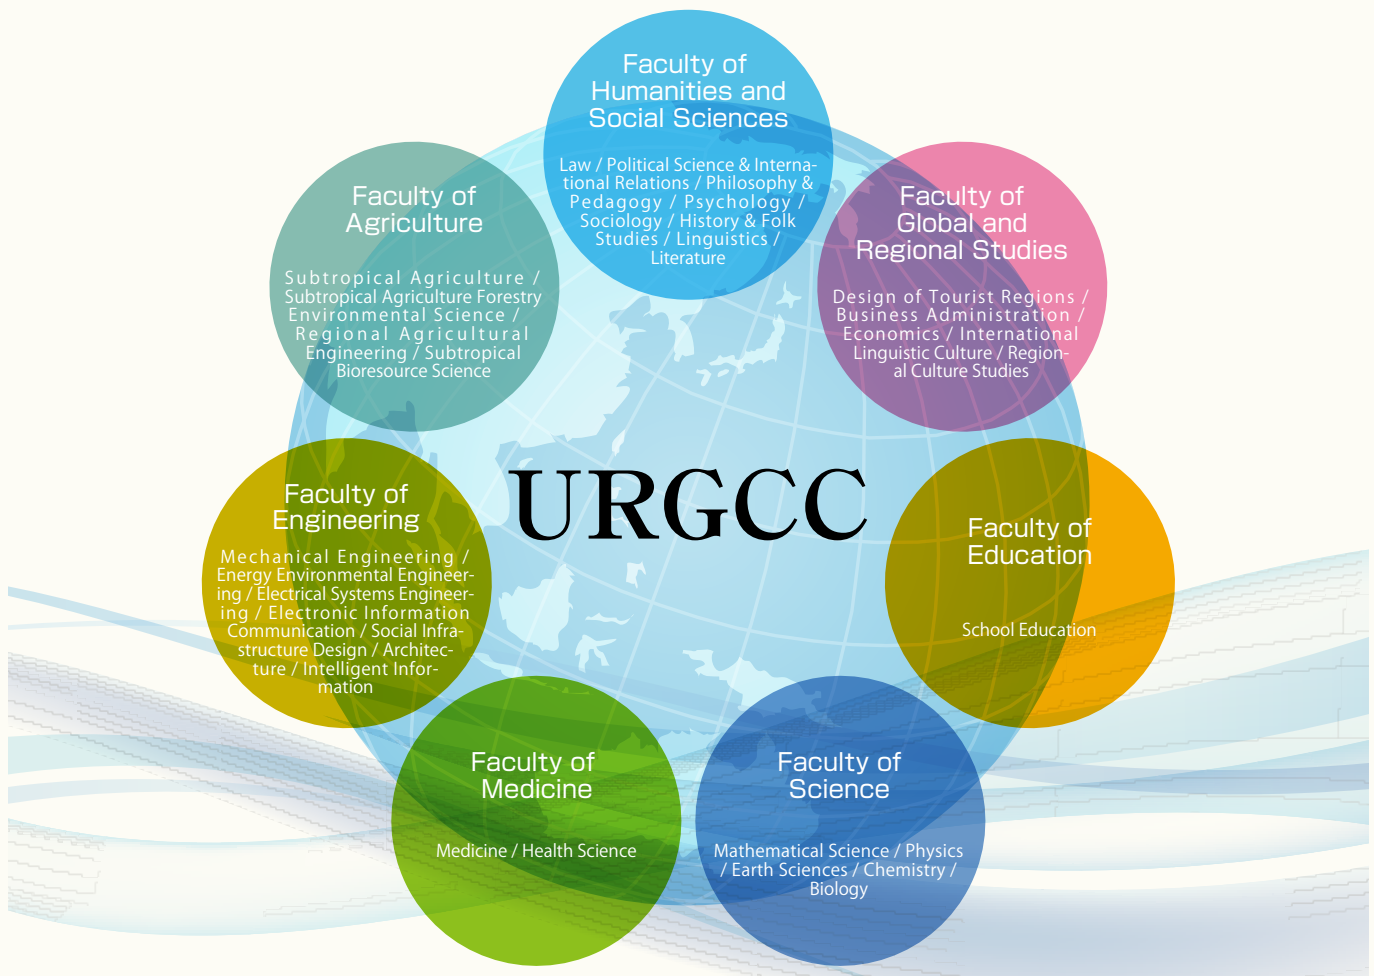 Faculty of
Humanities and
Social Sciences
Law / Political Science & Interna-
tional Relations / Philosophy &
Pedagogy / Psychology /
Sociology / History & Folk
Studies / Linguistics /
Literature
Faculty of
Agriculture
Subtropical Agriculture /
Subtropical Agriculture Forestry
Environmental Science /
Regional Agricultural
Engineering / Subtropical
Bioresource Science
Faculty of
Global and
Regional Studies
Design of Tourist Regions /
Business Administration /
Economics / International
Linguistic Culture / Region-
al Culture Studies
URGCC
Faculty of
Engineering
Mechanical Engineering /
Energy Environmental Engineer-
ing / Electrical Systems Engineer-
ing / Electronic Information
Communication / Social Infra-
structure Design / Architec-
ture / Intelligent Infor-
mation
Faculty of
Education
School Education
Faculty of
Medicine
Medicine / Health Science
Faculty of
Science
Mathematical Science / Physics
/ Earth Sciences / Chemistry /
Biology